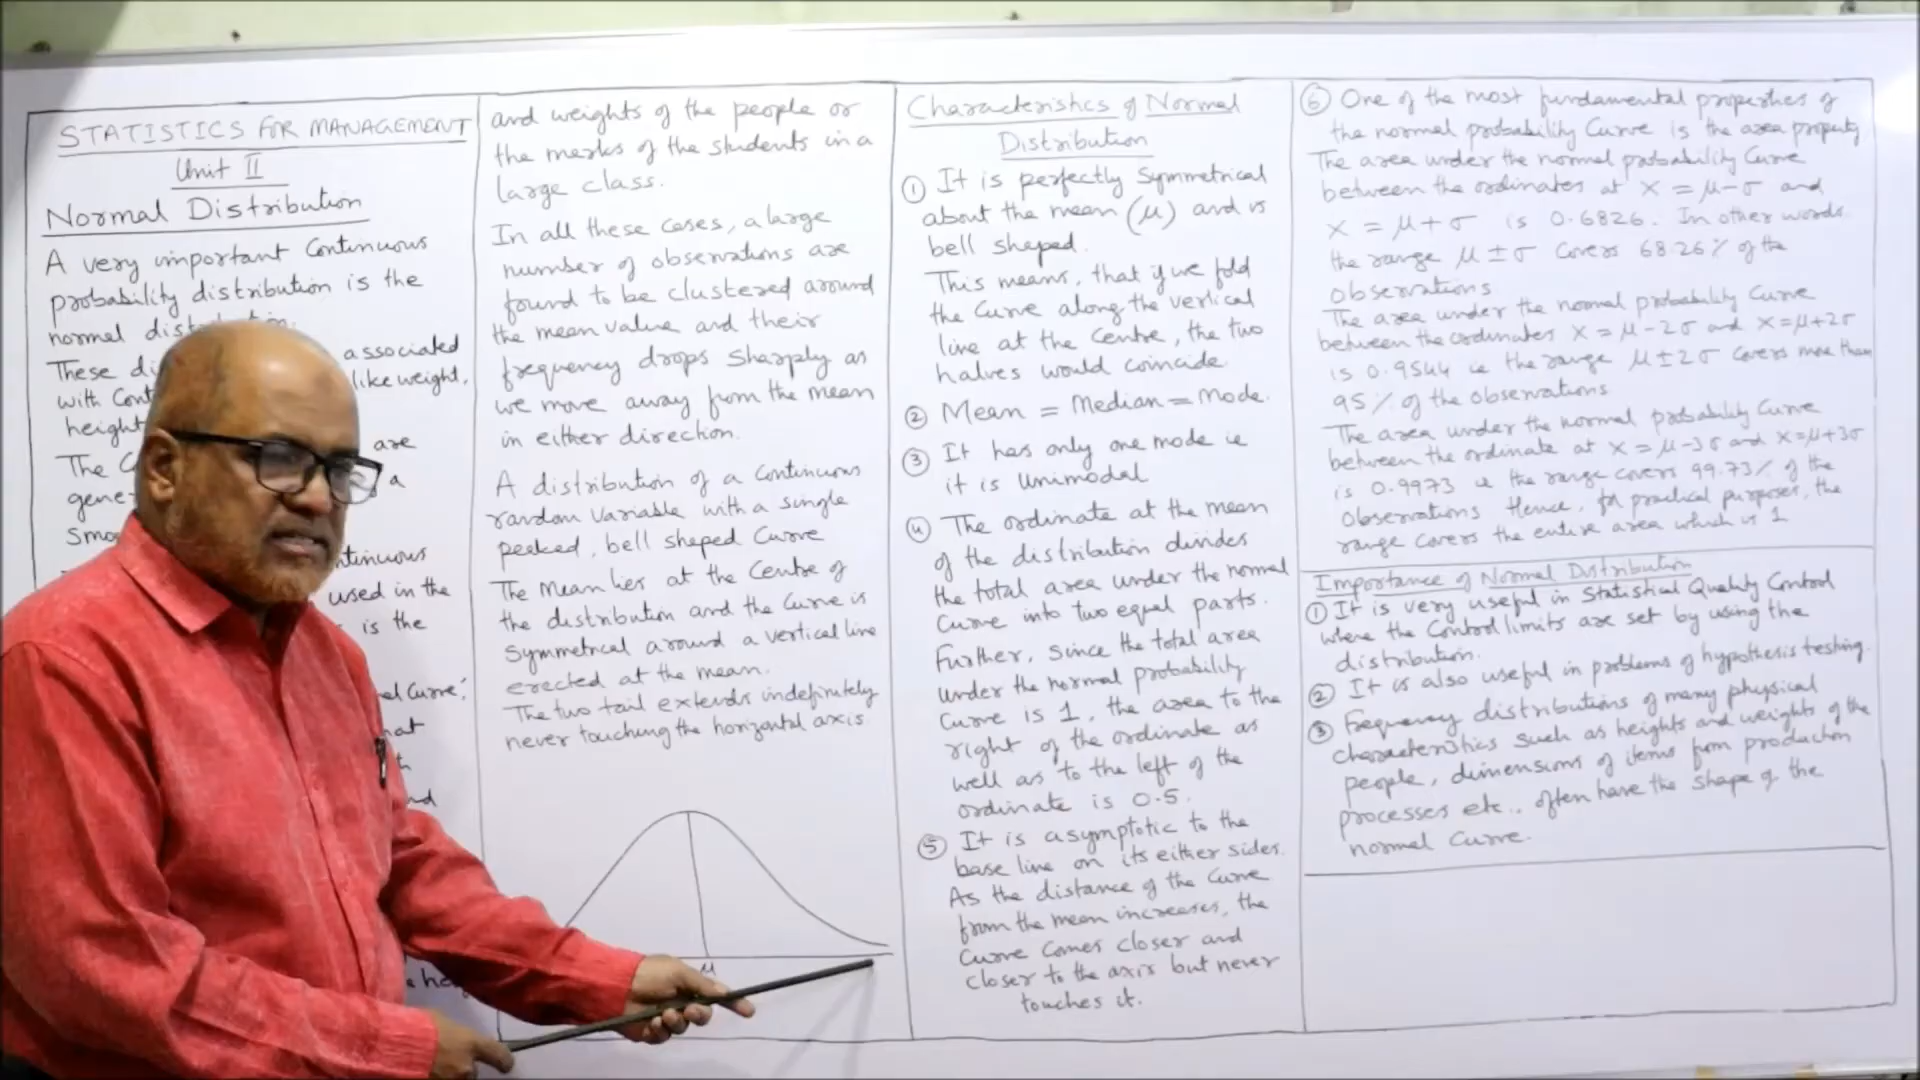 STATISTICS FOR MANAGEMENT
Unit II
Normal Distribution
A very important Continuous
probability distribution is the
normal distribution.
These associated
with like weight,
height are
The a
gene
Smo
ntinuous
used in the
is the
el Curve'.
hat
th
nd
and weights of the people or
the marks of the students in a
large class.
In all these cases, a large
number of observations are
found to be clustered around
the mean value and their
frequency drops sharply as
we move away from the mean
in either direction.
A distribution of a Continuous
random variable with a single
peaked, bell shaped Curve
The Mean lies at the Centre of
the distribution and the Curve is
symmetrical around a vertical line
erected at the mean.
The two tail extends indefinitely
never touching the horizontal axis.
μ
Characteristics of Normal
Distribution
① It is perfectly symmetrical
about the mean (μ) and is
bell shaped.
This means, that if we fold
the Curve along the vertical
line at the Centre, the two
halves would coincide.
② Mean = Median = Mode.
③ It has only one mode ie
it is unimodal
④ The ordinate at the mean
of the distribution divides
the total area under the normal
Curve into two equal parts.
Further, since the total area
under the normal probability
Curve is 1, the area to the
right of the ordinate as
well as to the left of the
ordinate is 0.5.
⑤ It is asymptotic to the
base line on its either sides.
As the distance of the Curve
from the mean increases, the
Curve Comes closer and
closer to the axis but never
touches it.
⑥ One of the most fundamental properties of
the normal probability Curve is the area property
The area under the normal probability Curve
between the ordinates at X = μ-σ and
X = μ+σ is 0.6826. In other words
the range μ±σ Covers 68.26% of the
observations
The area under the normal probability Curve
between the ordinates X = μ-2σ and X=μ+2σ
is 0.9544 ie the range μ±2σ covers more than
95% of the observations.
The area under the normal probability Curve
between the ordinate at X = μ-3σ and X=μ+3σ
is 0.9973 ie the range covers 99.73% of the
Observations Hence, for practical purposes, the
range covers the entire area which is 1
Importance of Normal Distribution
① It is very useful in Statistical Quality Control
where the Control limits are set by using the
distribution.
② It is also useful in problems of hypothesis testing.
③ Frequency distributions of many physical
characteristics such as heights and weights of the
people, dimensions of items from production
processes etc., often have the shape of the
normal Curve.